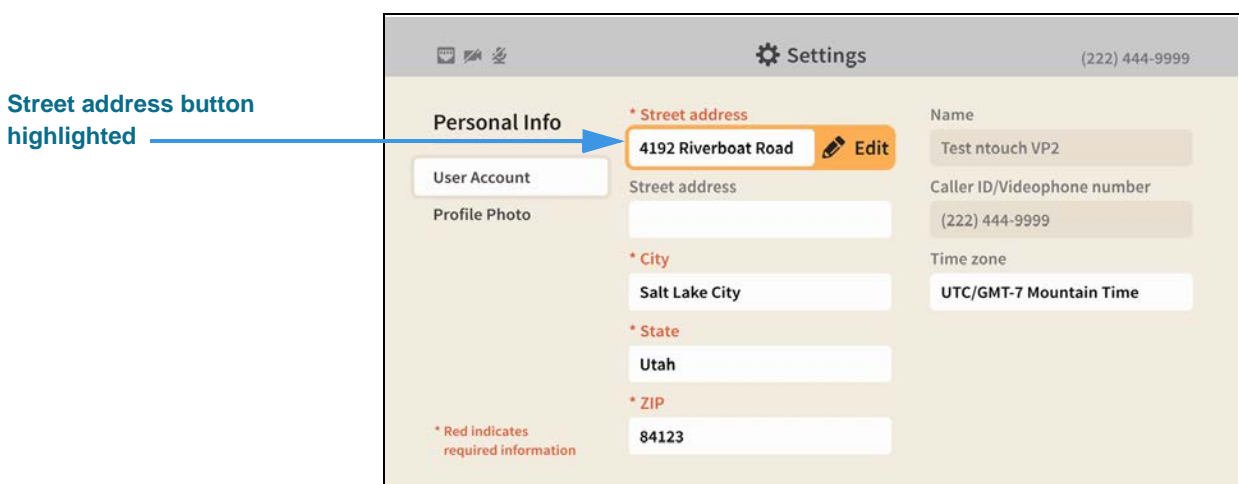 Settings
(222) 444-9999
Street address button
highlighted
Personal Info
User Account
Profile Photo
* Red indicates
required information
* Street address
4192 Riverboat Road
Edit
Street address
* City
Salt Lake City
* State
Utah
* ZIP
84123
Name
Test ntouch VP2
Caller ID/Videophone number
(222) 444-9999
Time zone
UTC/GMT-7 Mountain Time